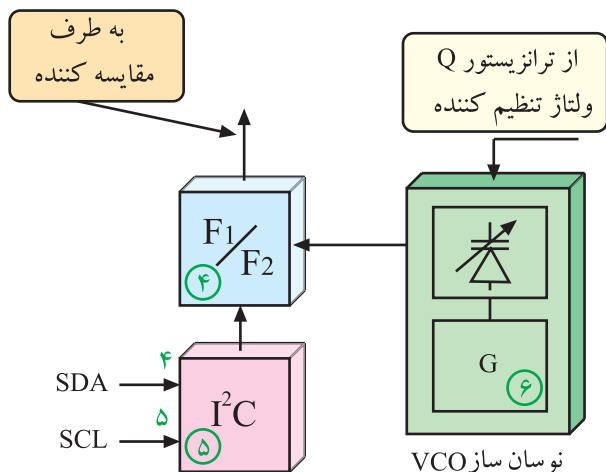 به طرف
مقایسه کننده
از ترانزیستور Q
ولتاژ تنظیم کننده
F1/F2
۴
G
۶
۴
SDA
۵
SCL
I²C
۵
نوسان ساز VCO